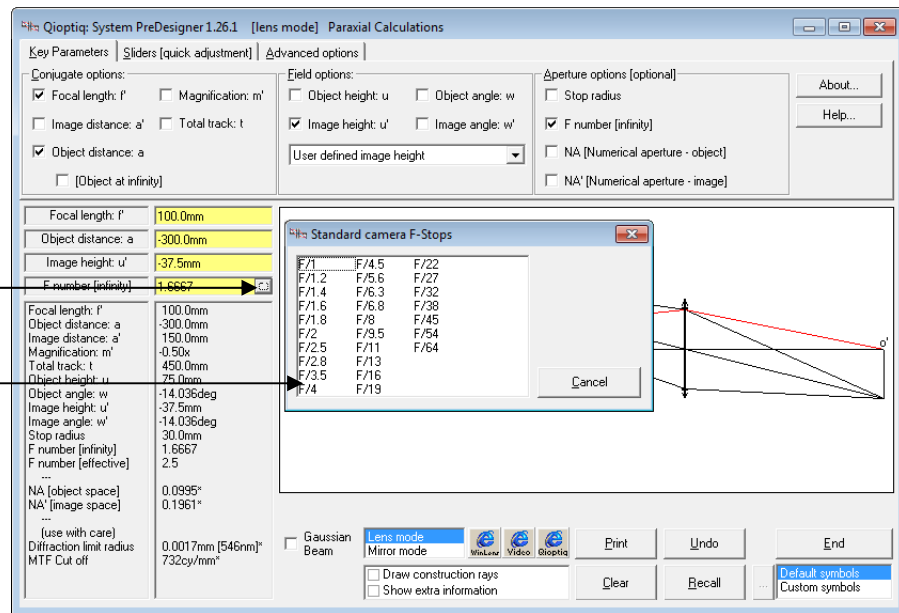 Qioptiq: System PreDesigner 1.26.1 [lens mode] Paraxial Calculations
Key Parameters Sliders [quick adjustment] Advanced options
Conjugate options:
Focal length: f' Magnification: m'
Image distance: a' Total track: t
Object distance: a
[Object at infinity]
Field options:
Object height: u Object angle: w
Image height: u' Image angle: w'
User defined image height
Aperture options [optional]
Stop radius
F number [infinity]
NA [Numerical aperture - object]
NA' [Numerical aperture - image]
About...
Help...
Focal length: f' 100.0mm
Object distance: a -300.0mm
Image height: u' -37.5mm
F number [infinity] 1.6667
Focal length: f' 100.0mm
Object distance: a -300.0mm
Image distance: a' 150.0mm
Magnification: m' -0.50x
Total track: t 450.0mm
Object height: u 75.0mm
Object angle: w -14.036deg
Image height: u' -37.5mm
Image angle: w' -14.036deg
Stop radius 30.0mm
F number [infinity] 1.6667
F number [effective] 2.5
---
NA [object space] 0.0995*
NA' [image space] 0.1961*
---
(use with care)
Diffraction limit radius 0.0017mm [546nm]*
MTF Cut off 732cy/mm*
Standard camera F-Stops
F/1 F/4.5 F/22
F/1.2 F/5.6 F/27
F/1.4 F/6.3 F/32
F/1.6 F/6.8 F/38
F/1.8 F/8 F/45
F/2 F/9.5 F/54
F/2.5 F/11 F/64
F/2.8 F/13
F/3.5 F/16
F/4 F/19
Cancel
o'
Gaussian
Beam
Lens mode
Mirror mode
WinLens Video Qioptiq
Print Undo End
Draw construction rays
Show extra information
Clear Recall ...
Default symbols
Custom symbols